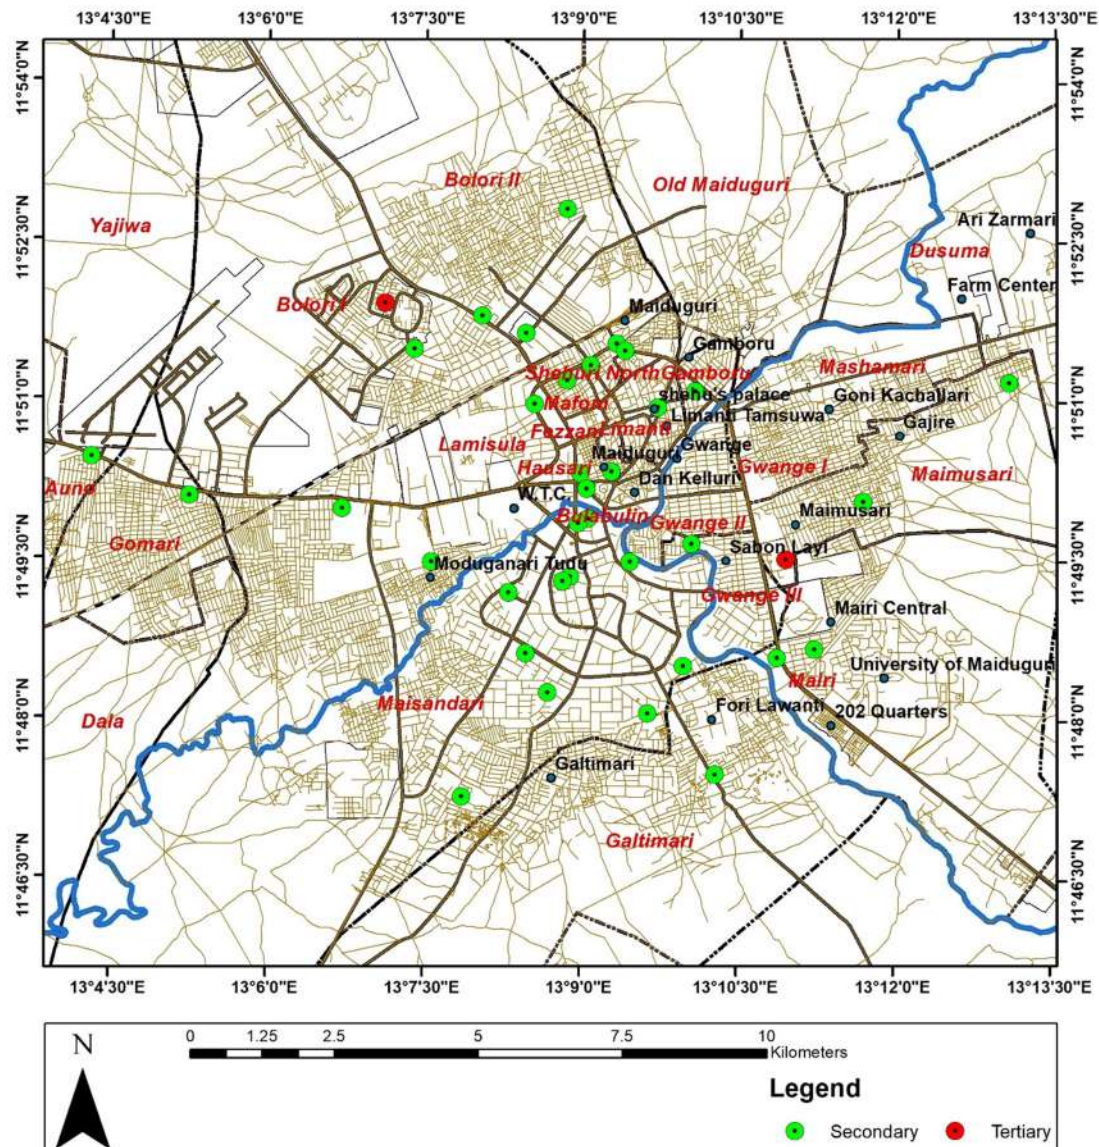 13°4'30"E 13°6'0"E 13°7'30"E 13°9'0"E 13°10'30"E 13°12'0"E 13°13'30"E
11°54'0"N
11°54'0"N
Bolori II
Old Maiduguri
Yajiwa
Ari Zarmari
11°52'30"N
11°52'30"N
Dusuma
Farm Center
Bolori I
Maiduguri
Gamboru
Shehuri North
Gamboru
Mashamari
11°51'0"N
11°51'0"N
Mafoni
shehu's palace
Goni Kachallari
Limanti Tamsuwa
Fezzan
Limanti
Gajire
Lamisula
Gwange
Maiduguri
Hausari
Gwange I
Maimusari
Dan Kelluri
Auno
W.T.C.
Bulabulin
Gwange II
Maimusari
Gomari
11°49'30"N
11°49'30"N
Sabon Layi
Moduganari Tudu
Gwange III
Mairi Central
University of Maiduguri
Mairi
Maisandari
Fori Lawanti
202 Quarters
Dala
11°48'0"N
11°48'0"N
Galtimari
Galtimari
11°46'30"N
11°46'30"N
13°4'30"E 13°6'0"E 13°7'30"E 13°9'0"E 13°10'30"E 13°12'0"E 13°13'30"E
N
0 1.25 2.5 5 7.5 10
Kilometers
Legend
Secondary Tertiary